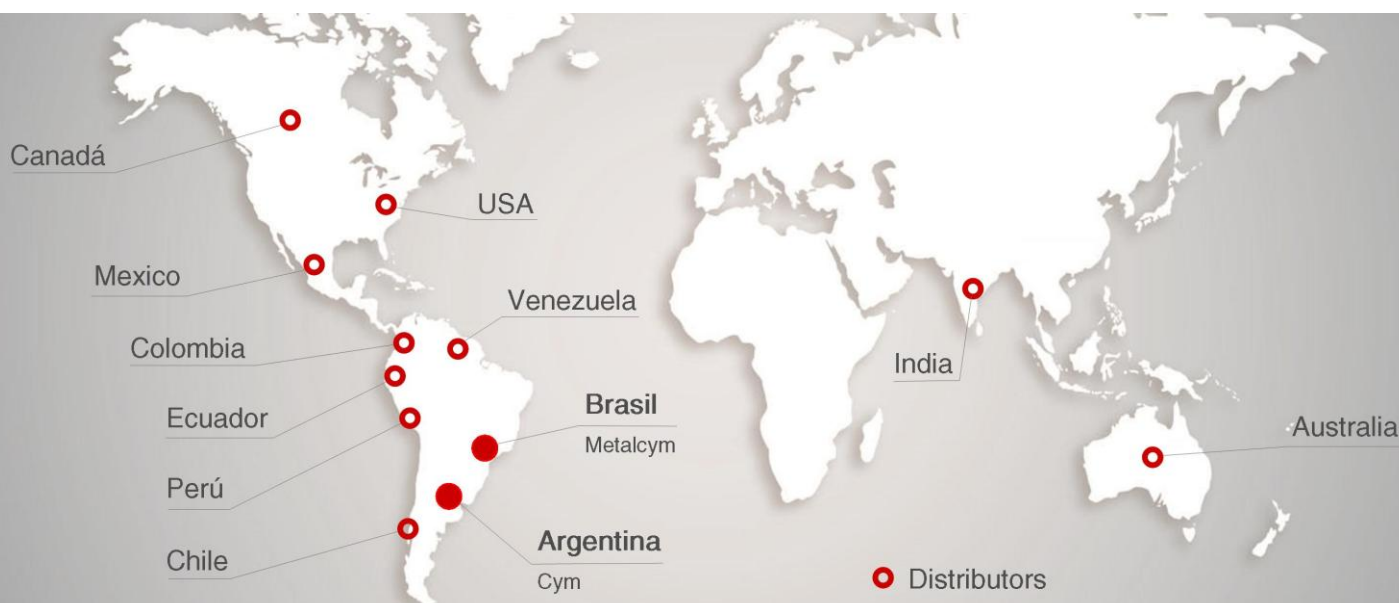 Canadá
USA
Mexico
Venezuela
Colombia
India
Ecuador
Brasil
Metalcym
Australia
Perú
Chile
Argentina
Cym
Distributors